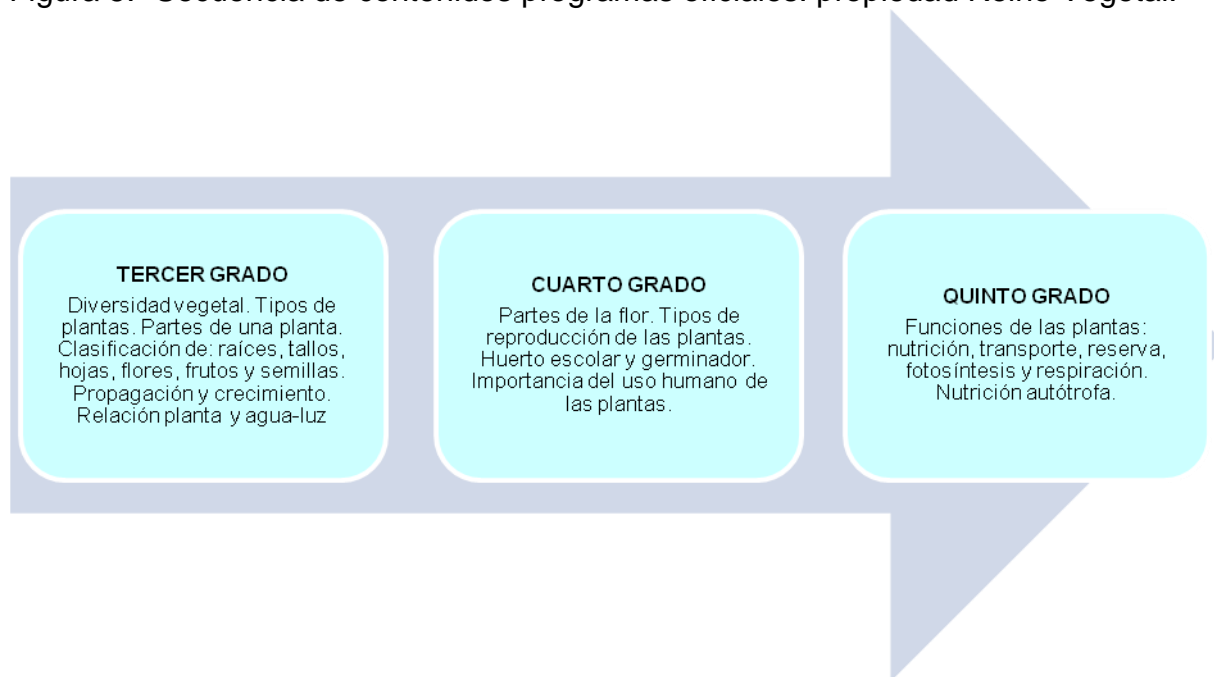 Secuencia de contenidos programas oficiales: propiedad Reino Vegetal.
TERCER GRADO
Diversidad vegetal. Tipos de
plantas. Partes de una planta.
Clasificación de: raíces, tallos,
hojas, flores, frutos y semillas.
Propagación y crecimiento.
Relación planta y agua-luz
CUARTO GRADO
Partes de la flor. Tipos de
reproducción de las plantas.
Huerto escolar y germinador.
Importancia del uso humano de
las plantas.
QUINTO GRADO
Funciones de las plantas:
nutrición, transporte, reserva,
fotosíntesis y respiración.
Nutrición autótrofa.